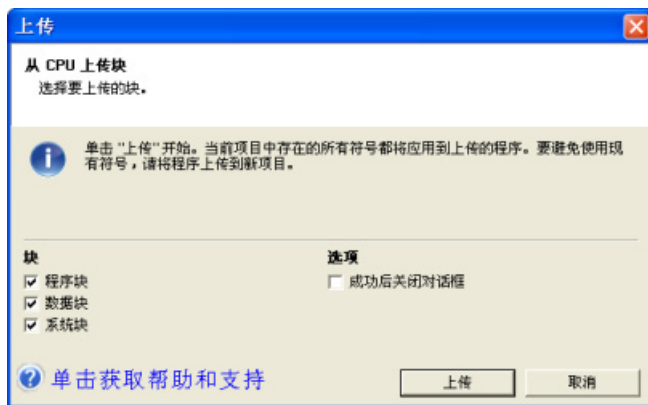 上传
从 CPU 上传块
选择要上传的块。
单击 "上传"开始。当前项目中存在的所有符号都将应用到上传的程序。要避免使用现
有符号，请将程序上传到新项目。
块
选项
程序块
成功后关闭对话框
数据块
系统块
单击获取帮助和支持
上传
取消